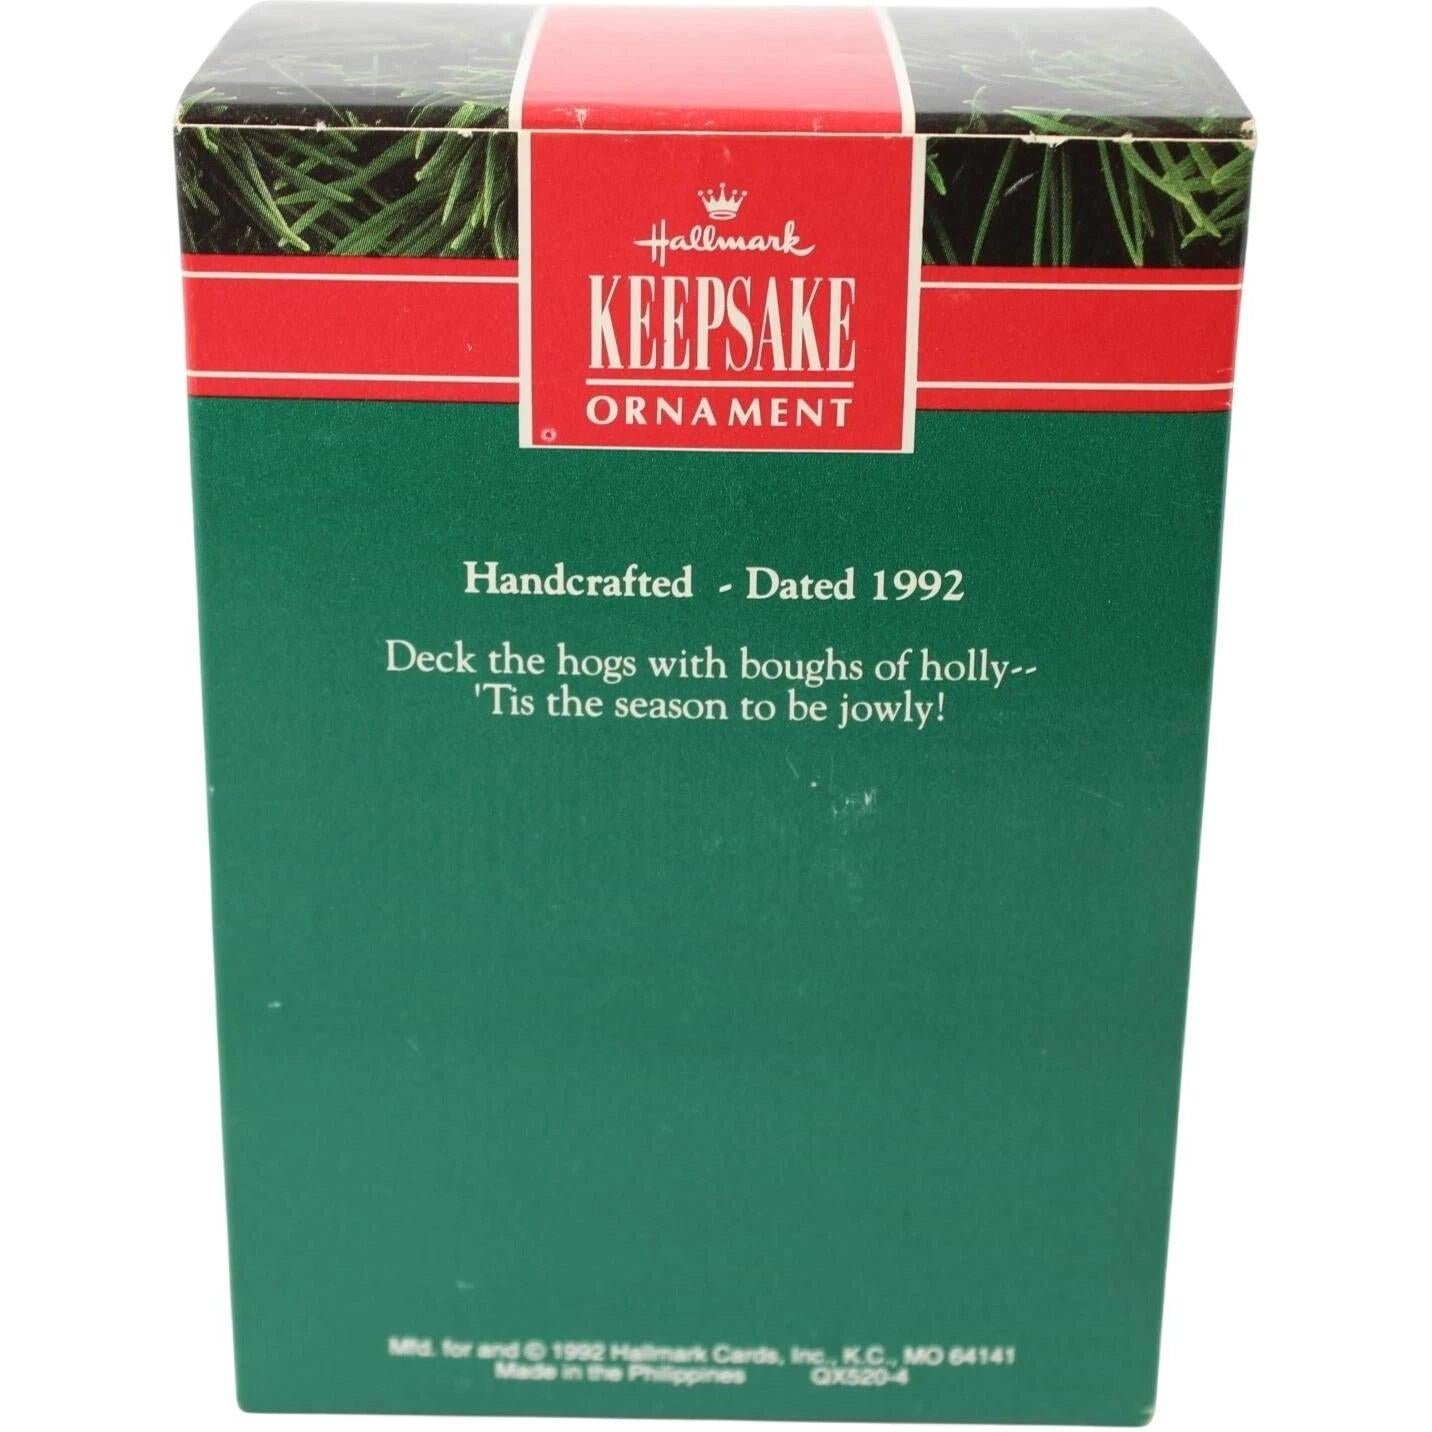 Hallmark
KEEPSAKE
ORNAMENT
Handcrafted - Dated 1992
Deck the hogs with boughs of holly--
'Tis the season to be jowly!
Mfd. for and © 1992 Hallmark Cards, Inc., K.C., MO 64141
Made in the Philippines QX520-4